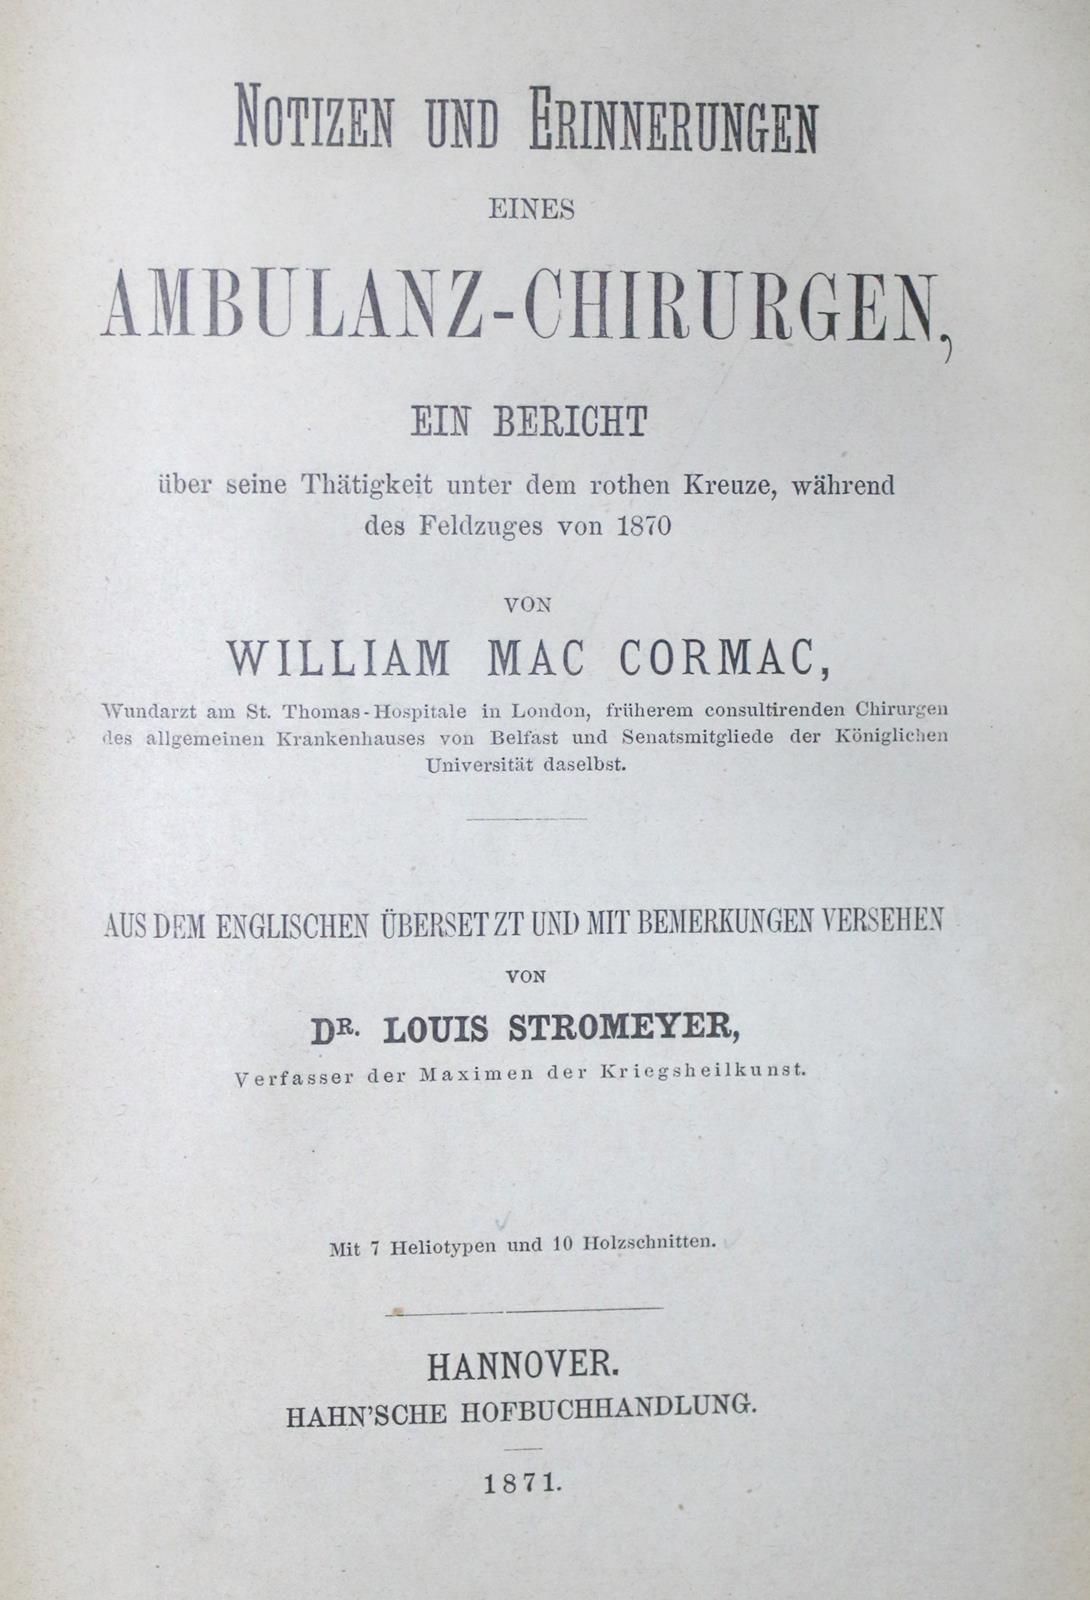 NOTIZEN UND ERINNERUNGEN
EINES
AMBULANZ-CHIRURGEN,
EIN BERICHT
über seine Thätigkeit unter dem rothen Kreuze, während
des Feldzuges von 1870
VON
WILLIAM MAC CORMAC,
Wundarzt am St. Thomas-Hospitale in London, früherem consultirenden Chirurgen
des allgemeinen Krankenhauses von Belfast und Senatsmitgliede der Königlichen
Universität daselbst.
AUS DEM ENGLISCHEN ÜBERSETZT UND MIT BEMERKUNGEN VERSEHEN
VON
DR. LOUIS STROMEYER,
Verfasser der Maximen der Kriegsheilkunst.
Mit 7 Heliotypen und 10 Holzschnitten.
HANNOVER.
HAHN'SCHE HOFBUCHHANDLUNG.
1871.